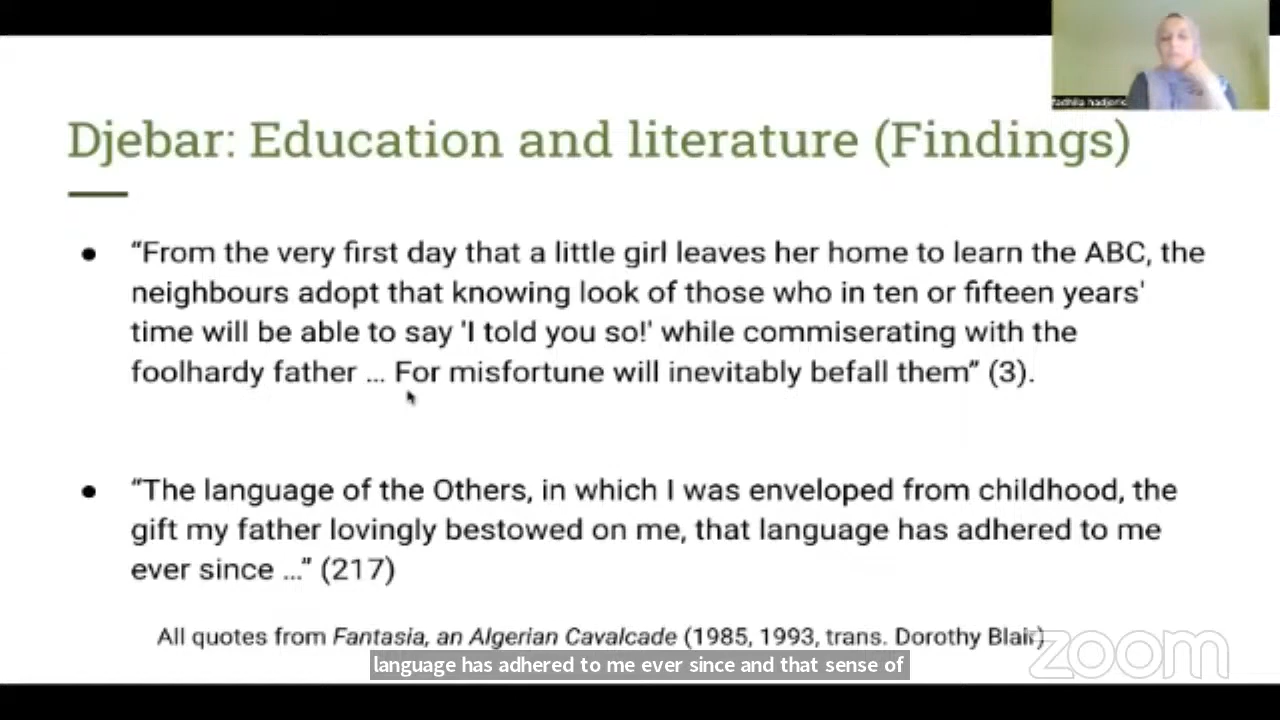 Djebar: Education and literature (Findings)
● “From the very first day that a little girl leaves her home to learn the ABC, the
neighbours adopt that knowing look of those who in ten or fifteen years'
time will be able to say 'I told you so!' while commiserating with the
foolhardy father ... For misfortune will inevitably befall them” (3).
● “The language of the Others, in which I was enveloped from childhood, the
gift my father lovingly bestowed on me, that language has adhered to me
ever since ...” (217)
All quotes from Fantasia, an Algerian Cavalcade (1985, 1993, trans. Dorothy Blair)
language has adhered to me ever since and that sense of
zoom